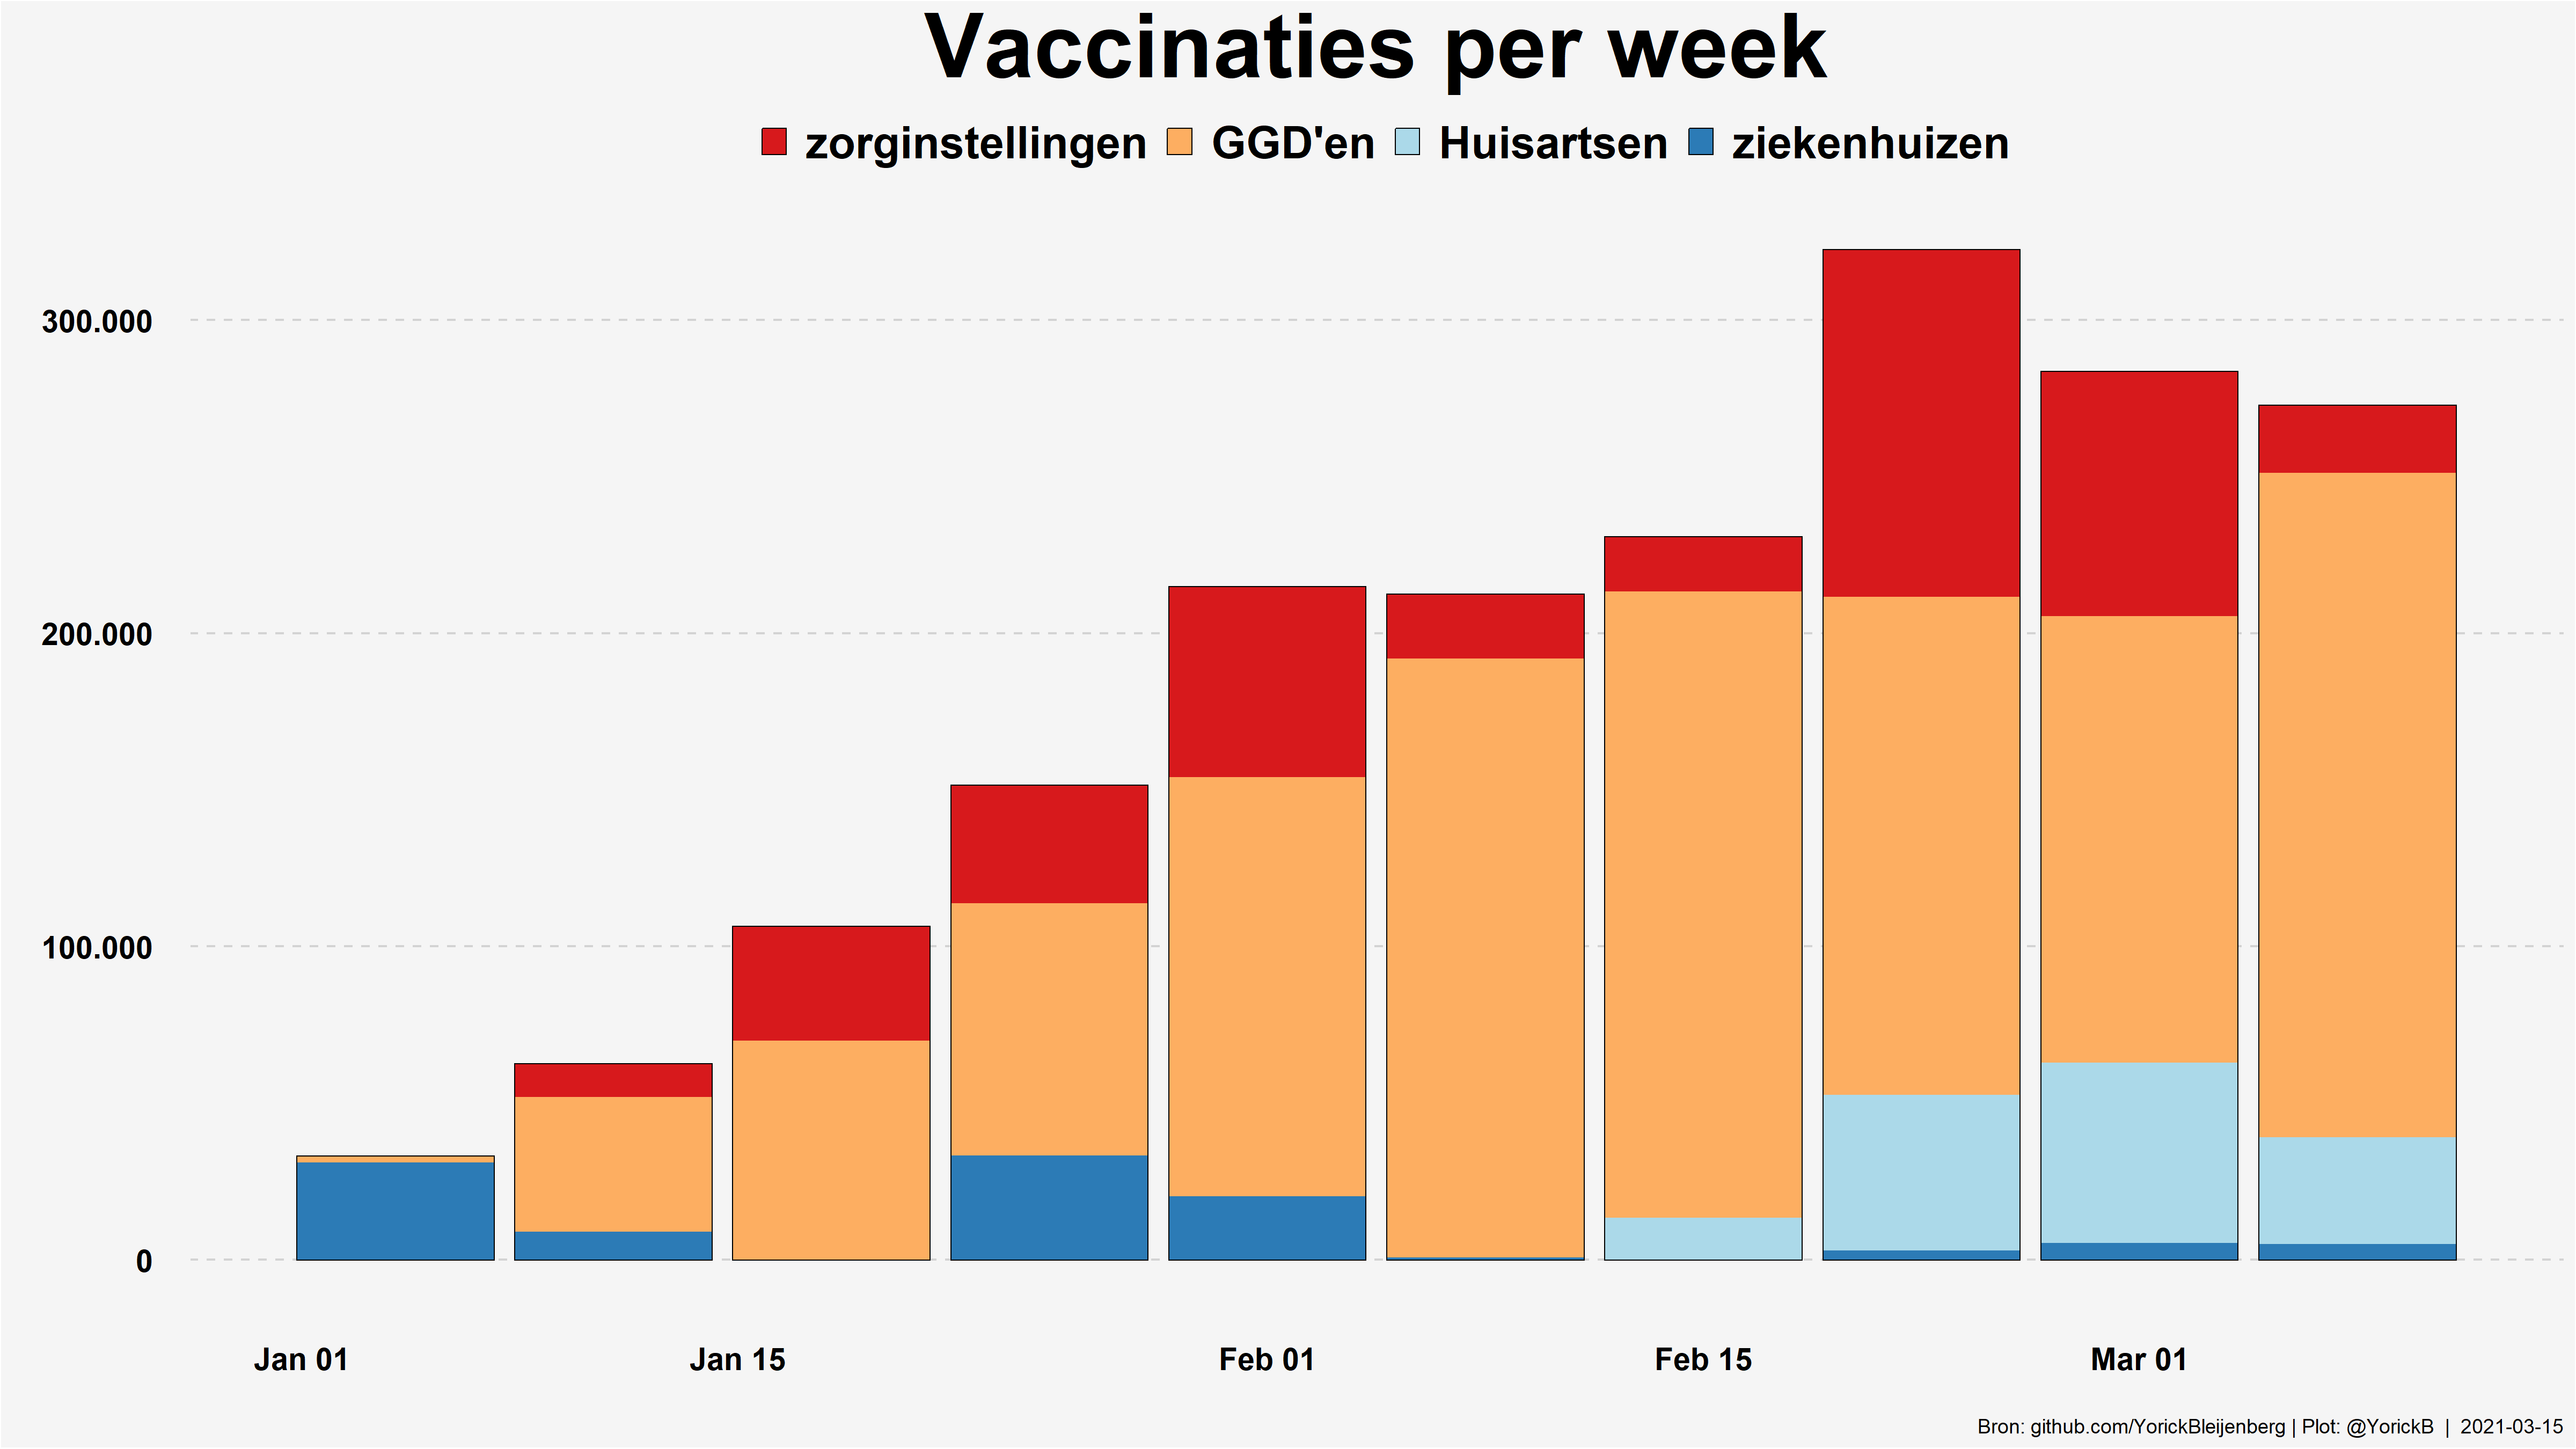 Vaccinaties per week
zorginstellingen GGD'en Huisartsen ziekenhuizen
300.000
200.000
100.000
0
Jan 01 Jan 15 Feb 01 Feb 15 Mar 01
Bron: github.com/YorickBleijenberg | Plot: @YorickB | 2021-03-15